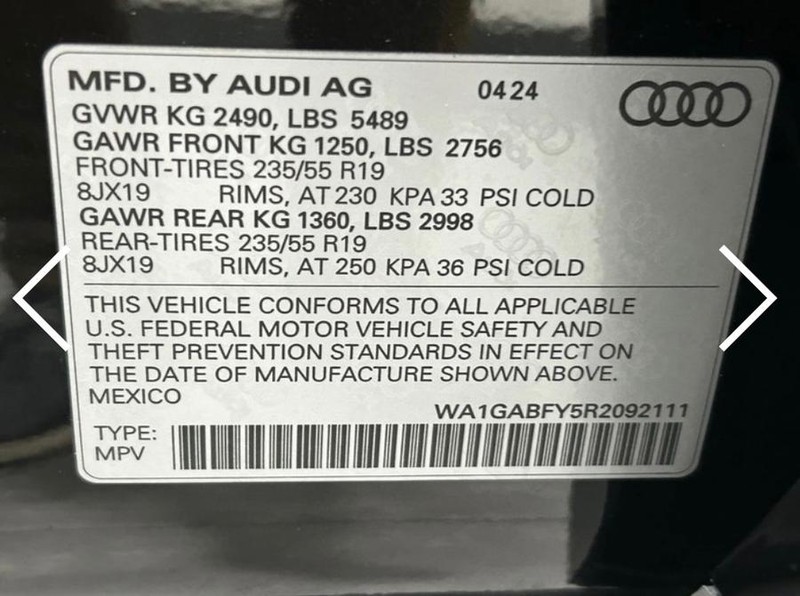 MFD. BY AUDI AG 0424
GVWR KG 2490, LBS 5489
GAWR FRONT KG 1250, LBS 2756
FRONT-TIRES 235/55 R19
8JX19 RIMS, AT 230 KPA 33 PSI COLD
GAWR REAR KG 1360, LBS 2998
REAR-TIRES 235/55 R19
8JX19 RIMS, AT 250 KPA 36 PSI COLD
THIS VEHICLE CONFORMS TO ALL APPLICABLE
U.S. FEDERAL MOTOR VEHICLE SAFETY AND
THEFT PREVENTION STANDARDS IN EFFECT ON
THE DATE OF MANUFACTURE SHOWN ABOVE.
MEXICO
WA1GABFY5R2092111
TYPE:
MPV